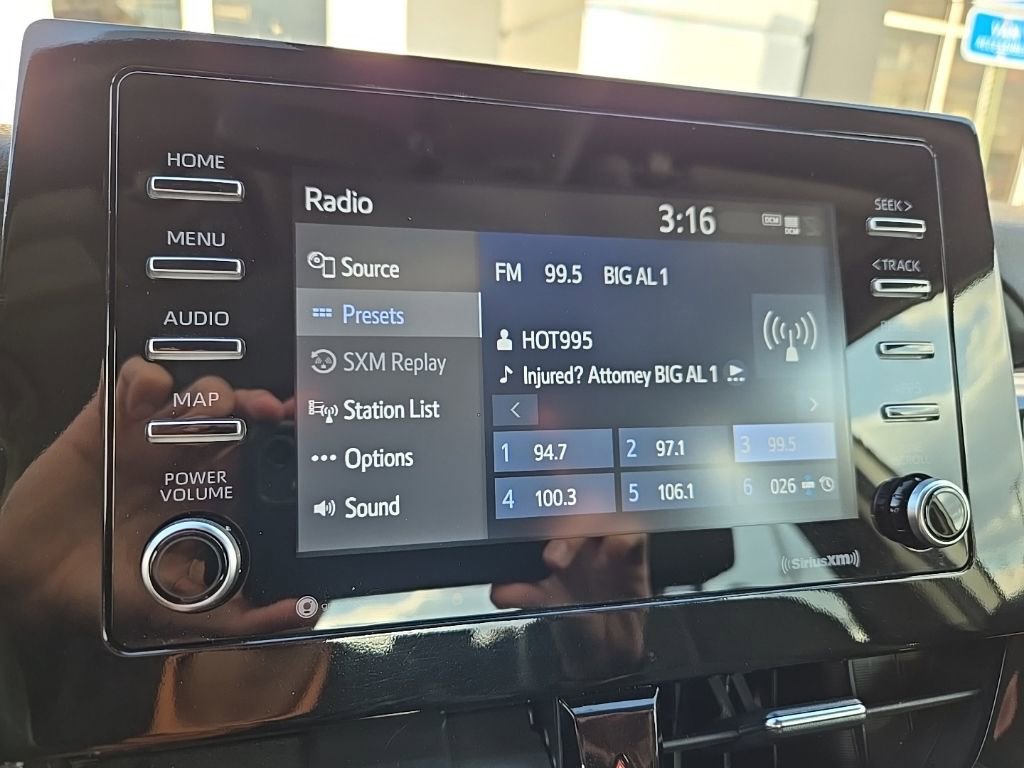 HOME
MENU
AUDIO
MAP
POWER
VOLUME
Radio
3:16
DCM
DCM
Source
Presets
SXM Replay
Station List
Options
Sound
FM 99.5 BIG AL 1
HOT995
Injured? Attorney BIG AL 1
1 94.7
2 97.1
3 99.5
4 100.3
5 106.1
6 026
SEEK >
< TRACK
SiriusXM